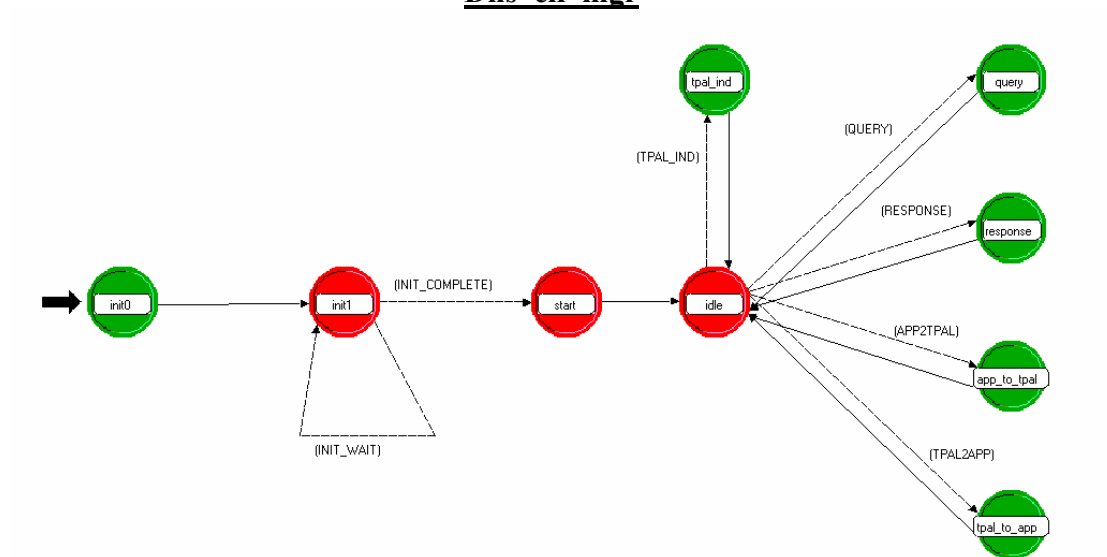 tpal_ind
query
(QUERY)
(TPAL_IND)
(RESPONSE)
response
(INIT_COMPLETE)
init0
init1
start
idle
(APP2TPAL)
app_to_tpal
(INIT_WAIT)
(TPAL2APP)
tpal_to_app